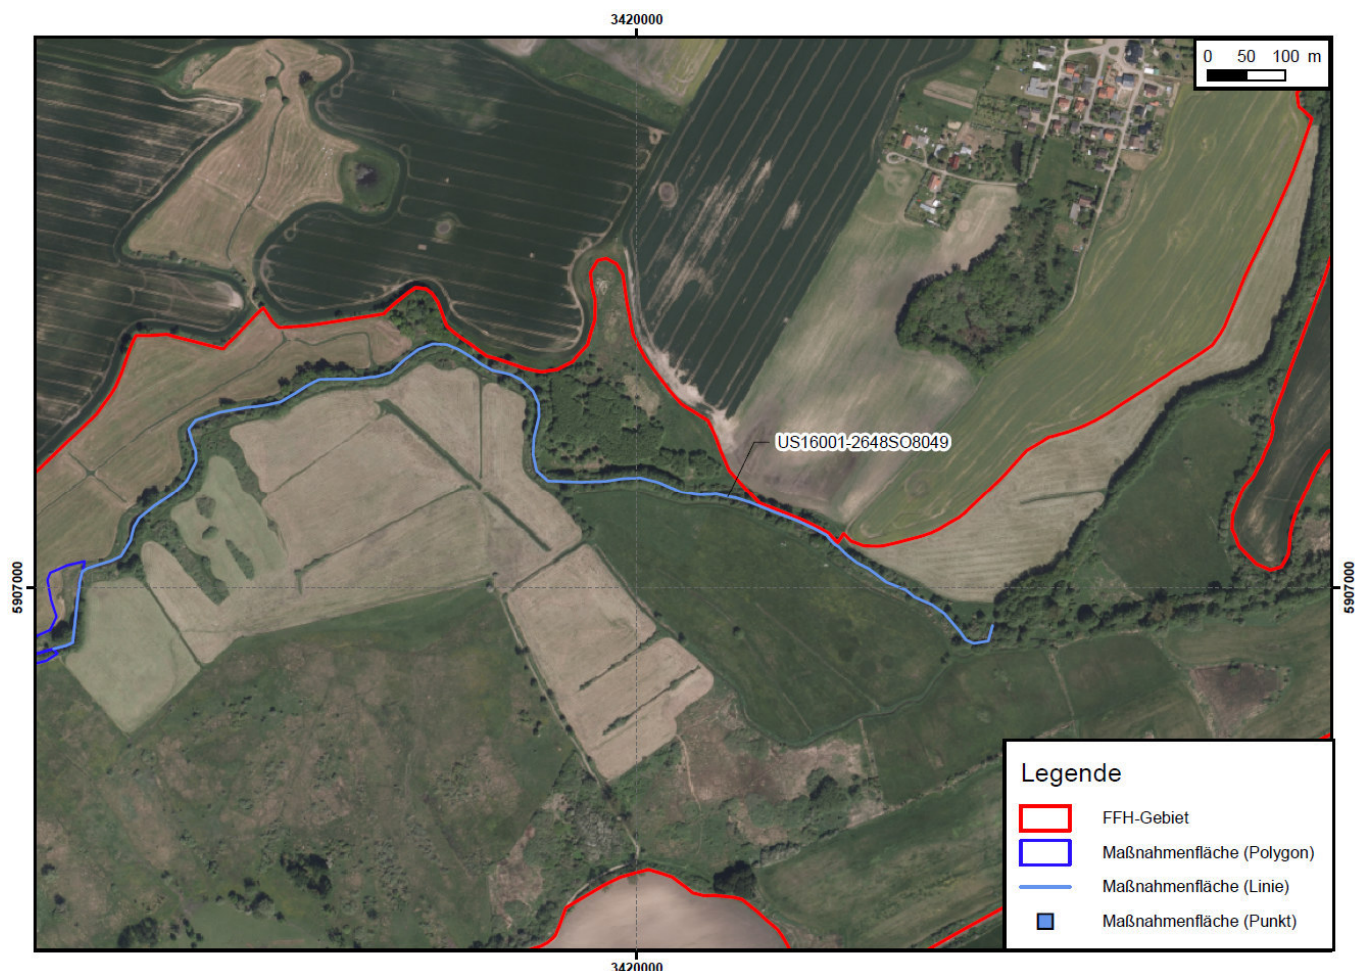 3420000
0 50 100 m
US16001-2648SO8049
5907000
5907000
Legende
FFH-Gebiet
Maßnahmenfläche (Polygon)
Maßnahmenfläche (Linie)
Maßnahmenfläche (Punkt)
3420000